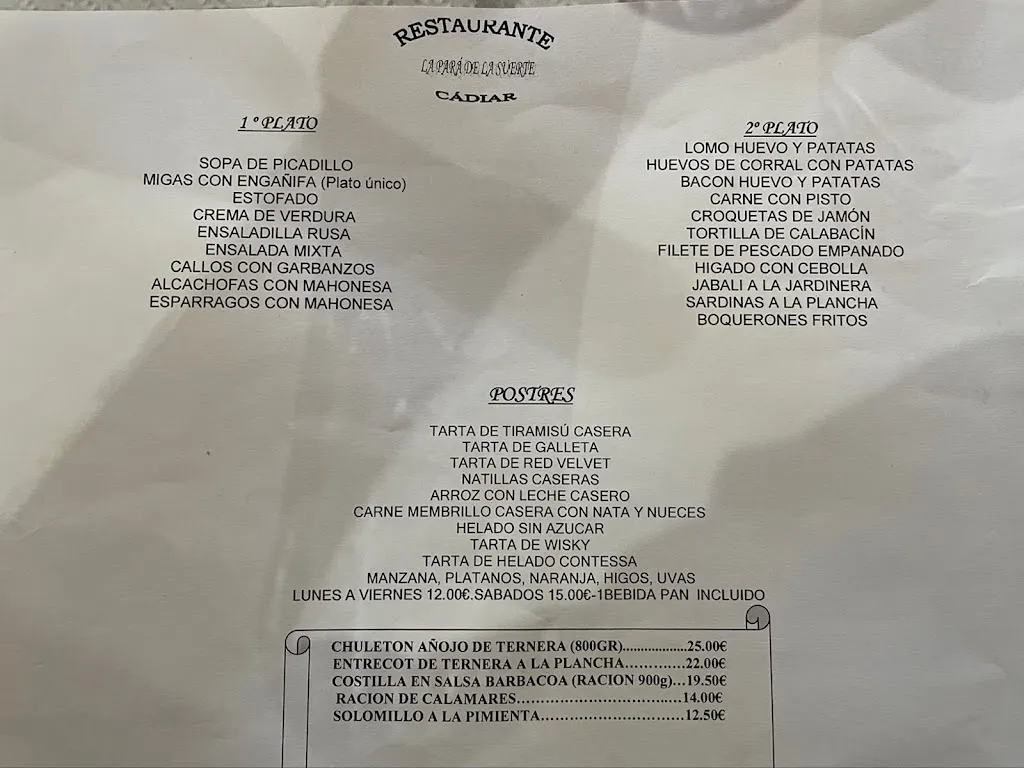 RESTAURANTE
LA PARÁ DE LA SUERTE
CÁDIAR
1º PLATO
SOPA DE PICADILLO
MIGAS CON ENGAÑIFA (Plato único)
ESTOFADO
CREMA DE VERDURA
ENSALADILLA RUSA
ENSALADA MIXTA
CALLOS CON GARBANZOS
ALCACHOFAS CON MAHONESA
ESPARRAGOS CON MAHONESA
2º PLATO
LOMO HUEVO Y PATATAS
HUEVOS DE CORRAL CON PATATAS
BACON HUEVO Y PATATAS
CARNE CON PISTO
CROQUETAS DE JAMÓN
TORTILLA DE CALABACÍN
FILETE DE PESCADO EMPANADO
HIGADO CON CEBOLLA
JABALI A LA JARDINERA
SARDINAS A LA PLANCHA
BOQUERONES FRITOS
POSTRES
TARTA DE TIRAMISÚ CASERA
TARTA DE GALLETA
TARTA DE RED VELVET
NATILLAS CASERAS
ARROZ CON LECHE CASERO
CARNE MEMBRILLO CASERA CON NATA Y NUECES
HELADO SIN AZUCAR
TARTA DE WISKY
TARTA DE HELADO CONTESSA
MANZANA, PLATANOS, NARANJA, HIGOS, UVAS
LUNES A VIERNES 12.00€.SABADOS 15.00€-1BEBIDA PAN INCLUIDO
CHULETON AÑOJO DE TERNERA (800GR)..................25.00€
ENTRECOT DE TERNERA A LA PLANCHA............22.00€
COSTILLA EN SALSA BARBACOA (RACION 900g)...19.50€
RACION DE CALAMARES..................................14.00€
SOLOMILLO A LA PIMIENTA............................12.50€